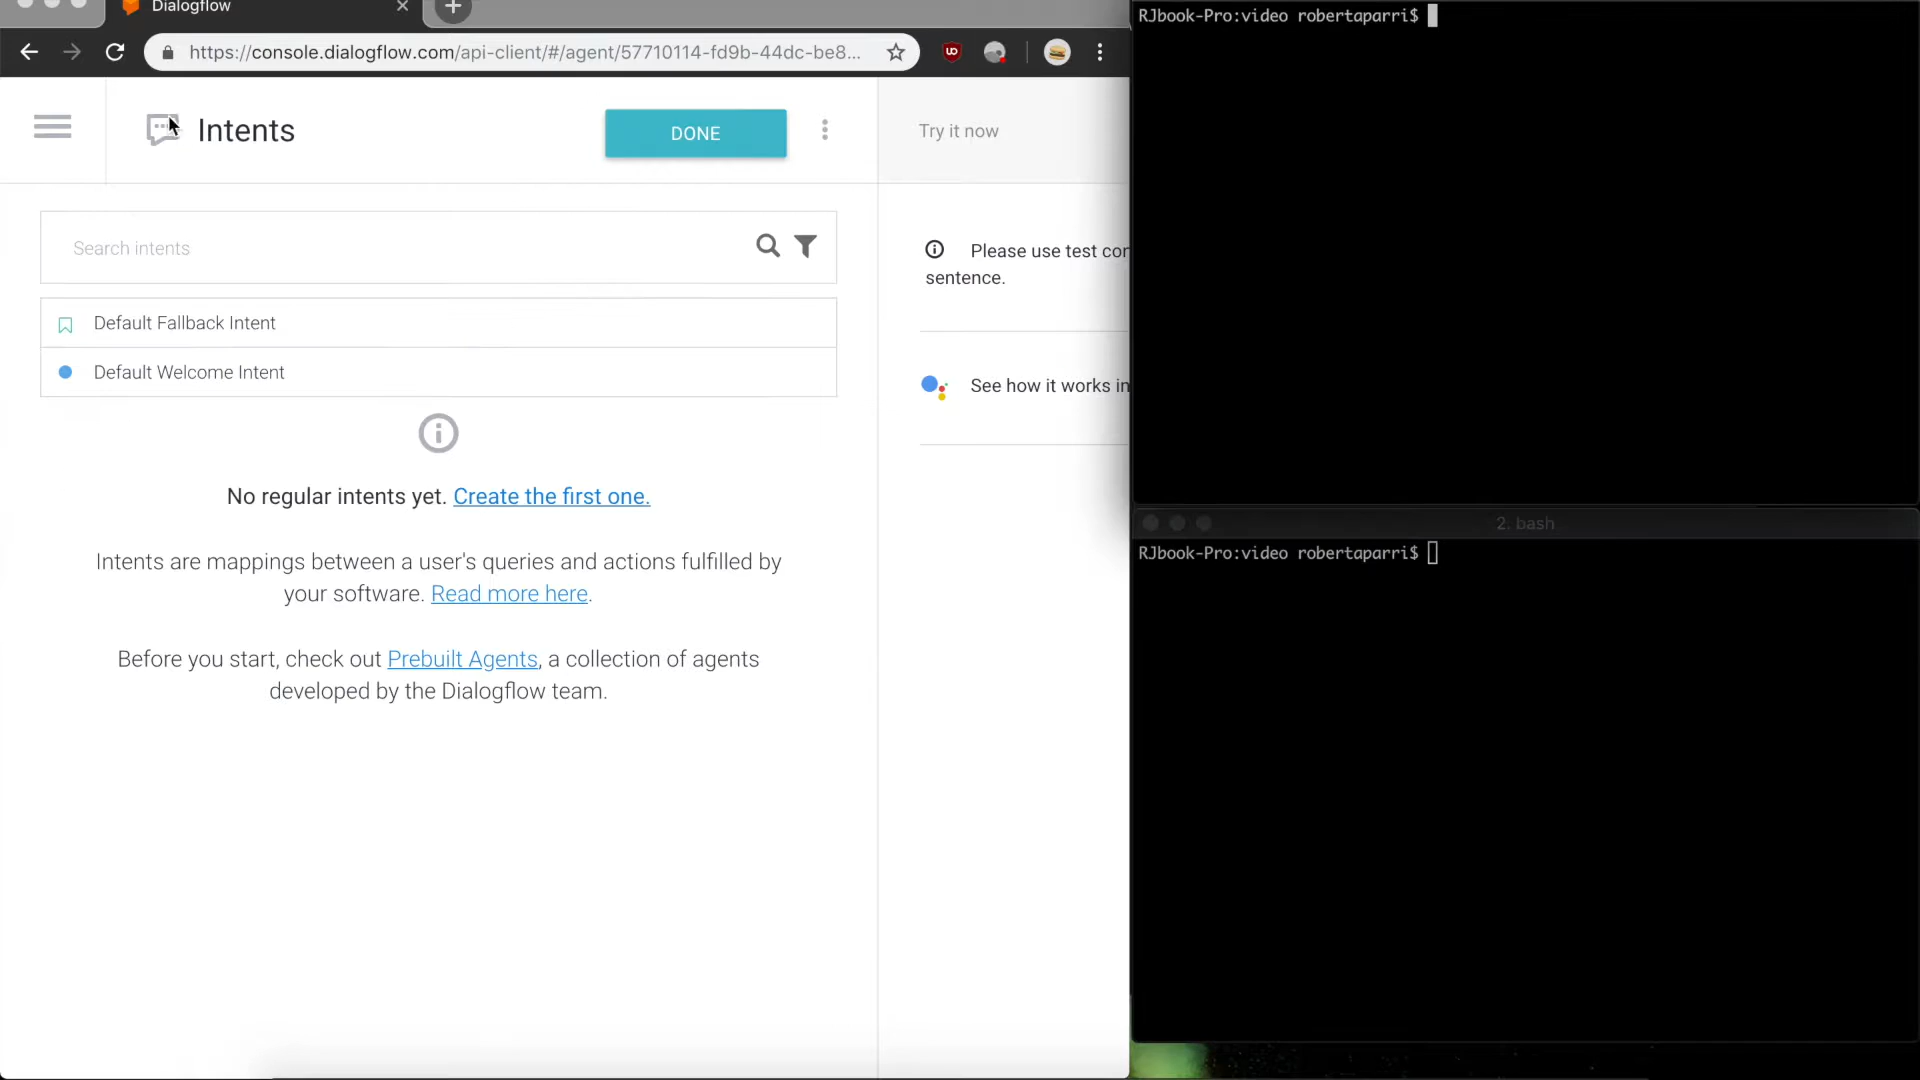 Dialogflow
https://console.dialogflow.com/api-client/#/agent/57710114-fd9b-44dc-be8...
Intents
DONE
Try it now
Search intents
Default Fallback Intent
Default Welcome Intent
No regular intents yet. Create the first one.
Intents are mappings between a user's queries and actions fulfilled by
your software. Read more here.
Before you start, check out Prebuilt Agents, a collection of agents
developed by the Dialogflow team.
Please use test con
sentence.
See how it works in
RJbook-Pro:video robertaparri$
2. bash
RJbook-Pro:video robertaparri$